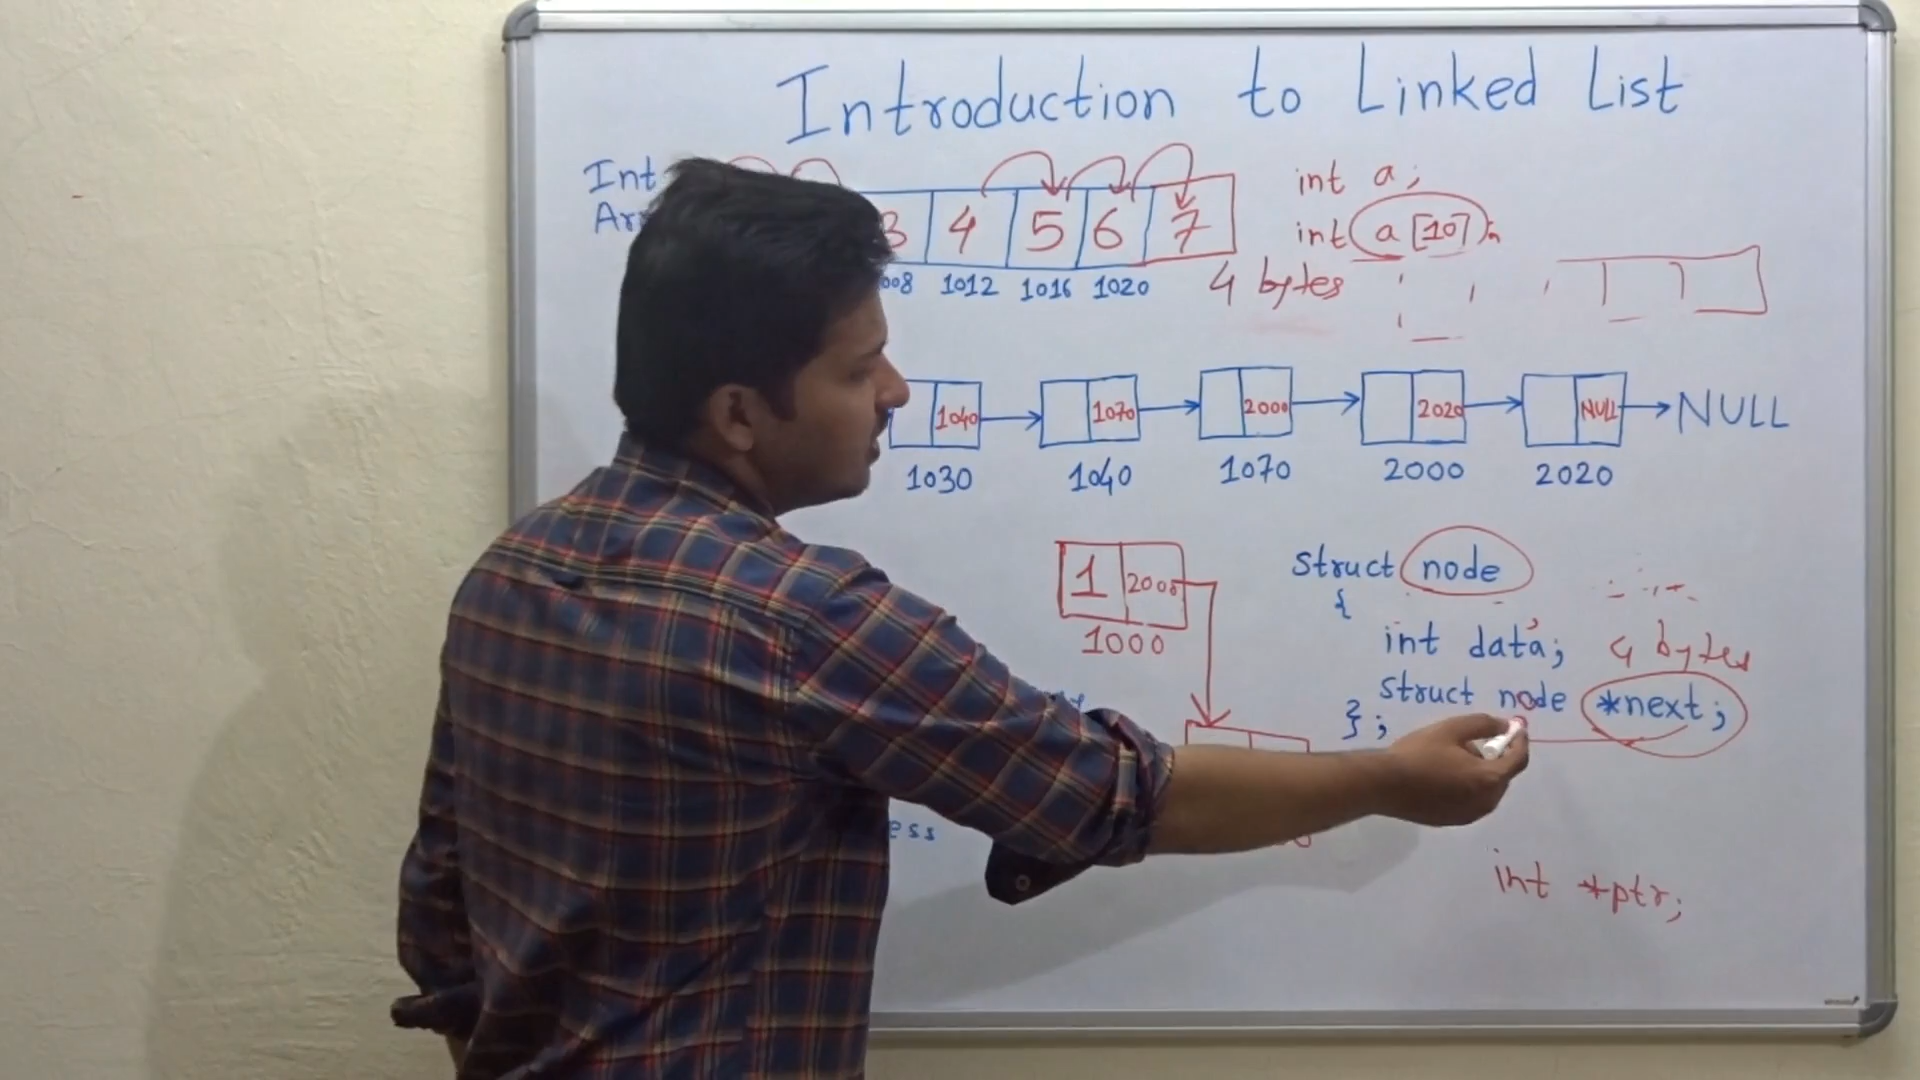 Introduction to Linked List
Int
3 4 5 6 7
int a;
int a [10];
008 1012 1016 1020
4 bytes
1040 1070 2000 2020 NULL NULL
1030 1040 1070 2000 2020
1 2000
1000
struct node
{
int data; 4 bytes
struct node *next;
};
ess
int *ptr;